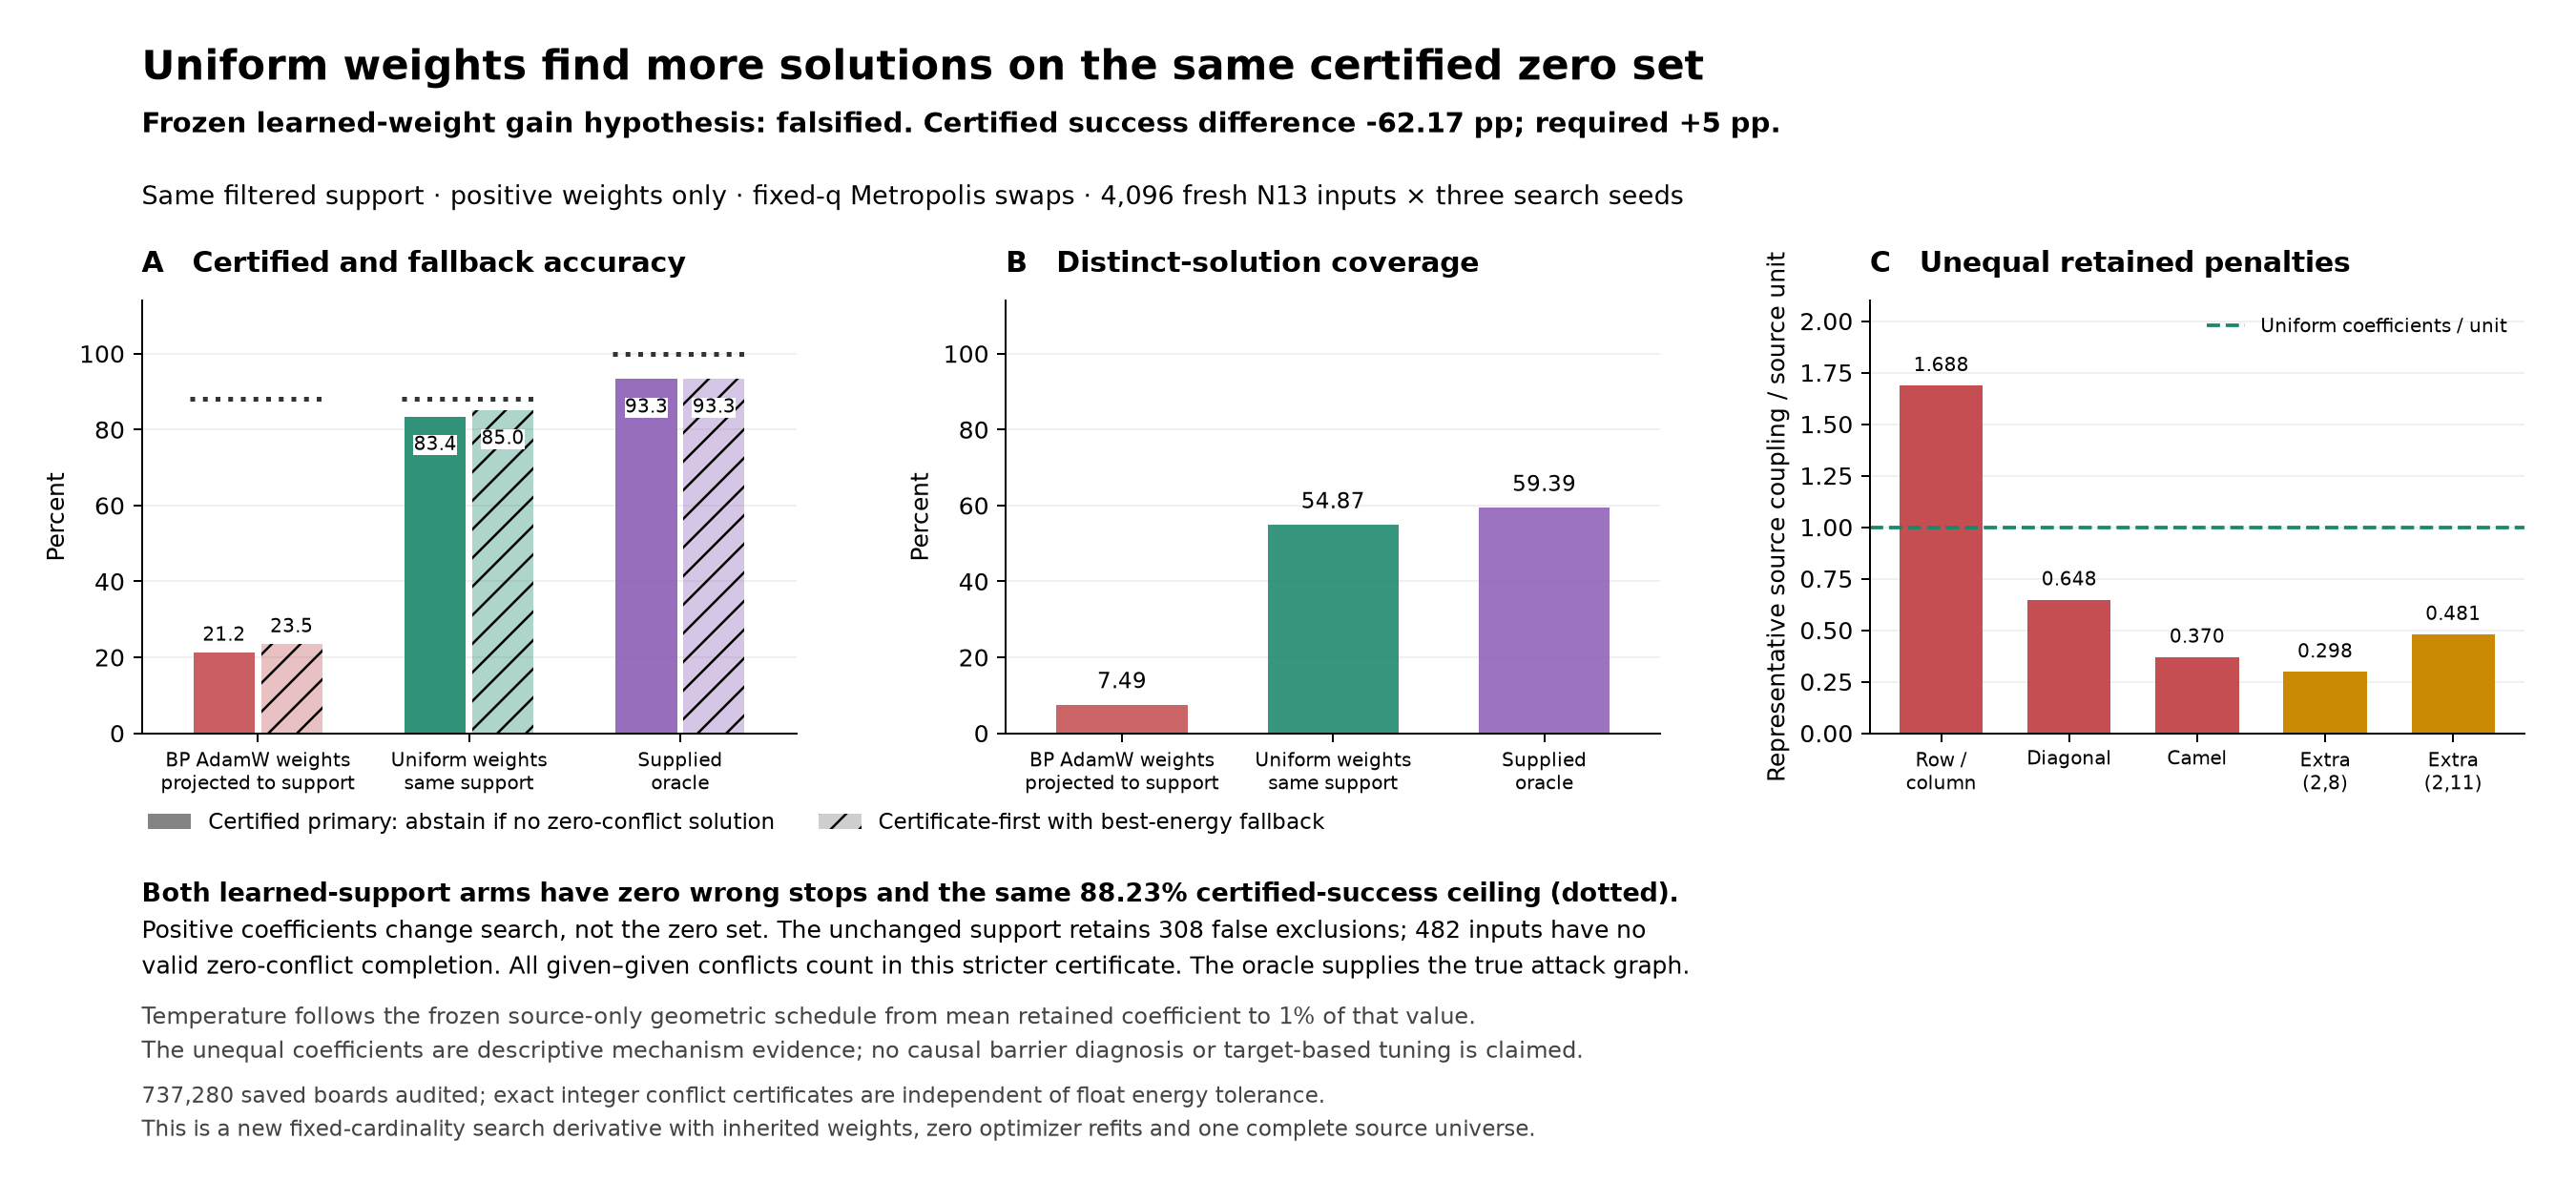 Uniform weights find more solutions on the same certified zero set
Frozen learned-weight gain hypothesis: falsified. Certified success difference -62.17 pp; required +5 pp.
Same filtered support · positive weights only · fixed-q Metropolis swaps · 4,096 fresh N13 inputs × three search seeds
A Certified and fallback accuracy
Percent
100
80
60
40
20
0
21.2
23.5
83.4
85.0
93.3
93.3
BP AdamW weights
projected to support
Uniform weights
same support
Supplied
oracle
Certified primary: abstain if no zero-conflict solution
Certificate-first with best-energy fallback
B Distinct-solution coverage
Percent
100
80
60
40
20
0
7.49
54.87
59.39
BP AdamW weights
projected to support
Uniform weights
same support
Supplied
oracle
C Unequal retained penalties
Representative source coupling / source unit
2.00
1.75
1.50
1.25
1.00
0.75
0.50
0.25
0.00
Uniform coefficients / unit
1.688
0.648
0.370
0.298
0.481
Row /
column
Diagonal
Camel
Extra
(2,8)
Extra
(2,11)
Both learned-support arms have zero wrong stops and the same 88.23% certified-success ceiling (dotted).
Positive coefficients change search, not the zero set. The unchanged support retains 308 false exclusions; 482 inputs have no
valid zero-conflict completion. All given–given conflicts count in this stricter certificate. The oracle supplies the true attack graph.
Temperature follows the frozen source-only geometric schedule from mean retained coefficient to 1% of that value.
The unequal coefficients are descriptive mechanism evidence; no causal barrier diagnosis or target-based tuning is claimed.
737,280 saved boards audited; exact integer conflict certificates are independent of float energy tolerance.
This is a new fixed-cardinality search derivative with inherited weights, zero optimizer refits and one complete source universe.